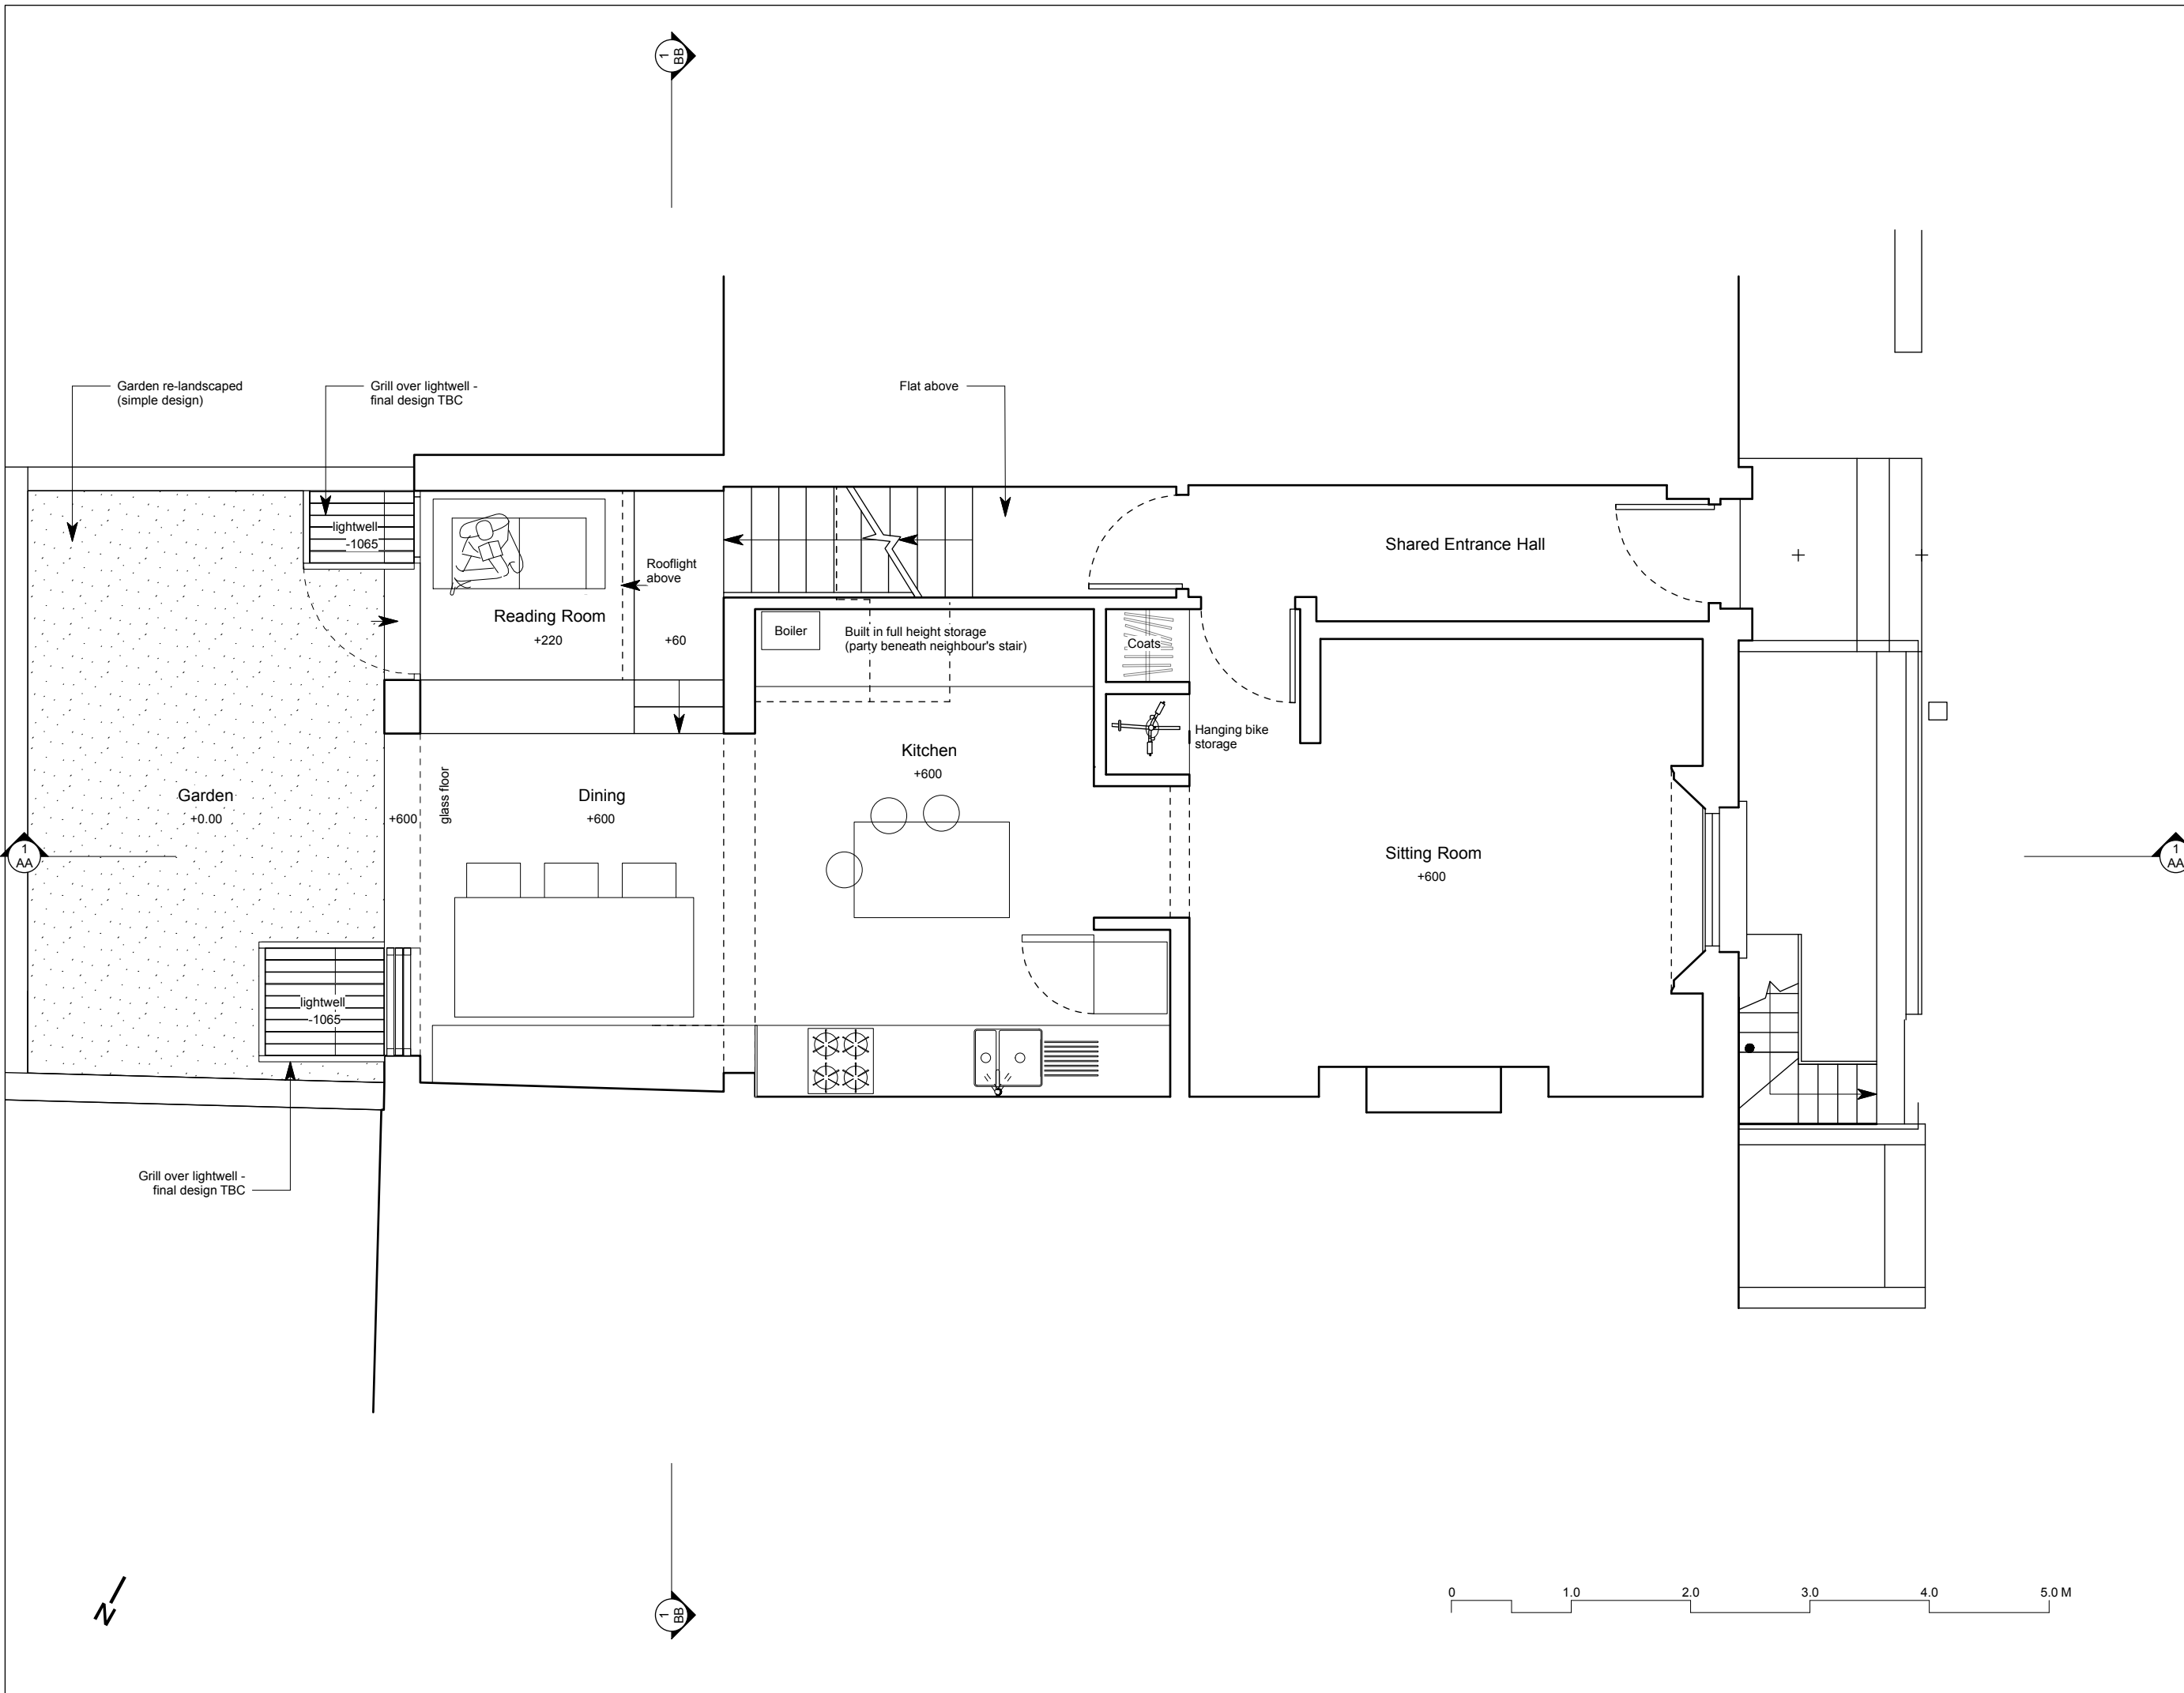 1
BB
Garden re-landscaped
(simple design)
Grill over lightwell -
final design TBC
Flat above
lightwell
-1065
Rooflight
above
Shared Entrance Hall
Reading Room
+220
+60
Boiler
Built in full height storage
(party beneath neighbour's stair)
Coats
Hanging bike
storage
Kitchen
+600
Garden
+0.00
+600
glass floor
Dining
+600
Sitting Room
+600
1
AA
1
AA
lightwell
-1065
Grill over lightwell -
final design TBC
N
1
BB
0 1.0 2.0 3.0 4.0 5.0 M